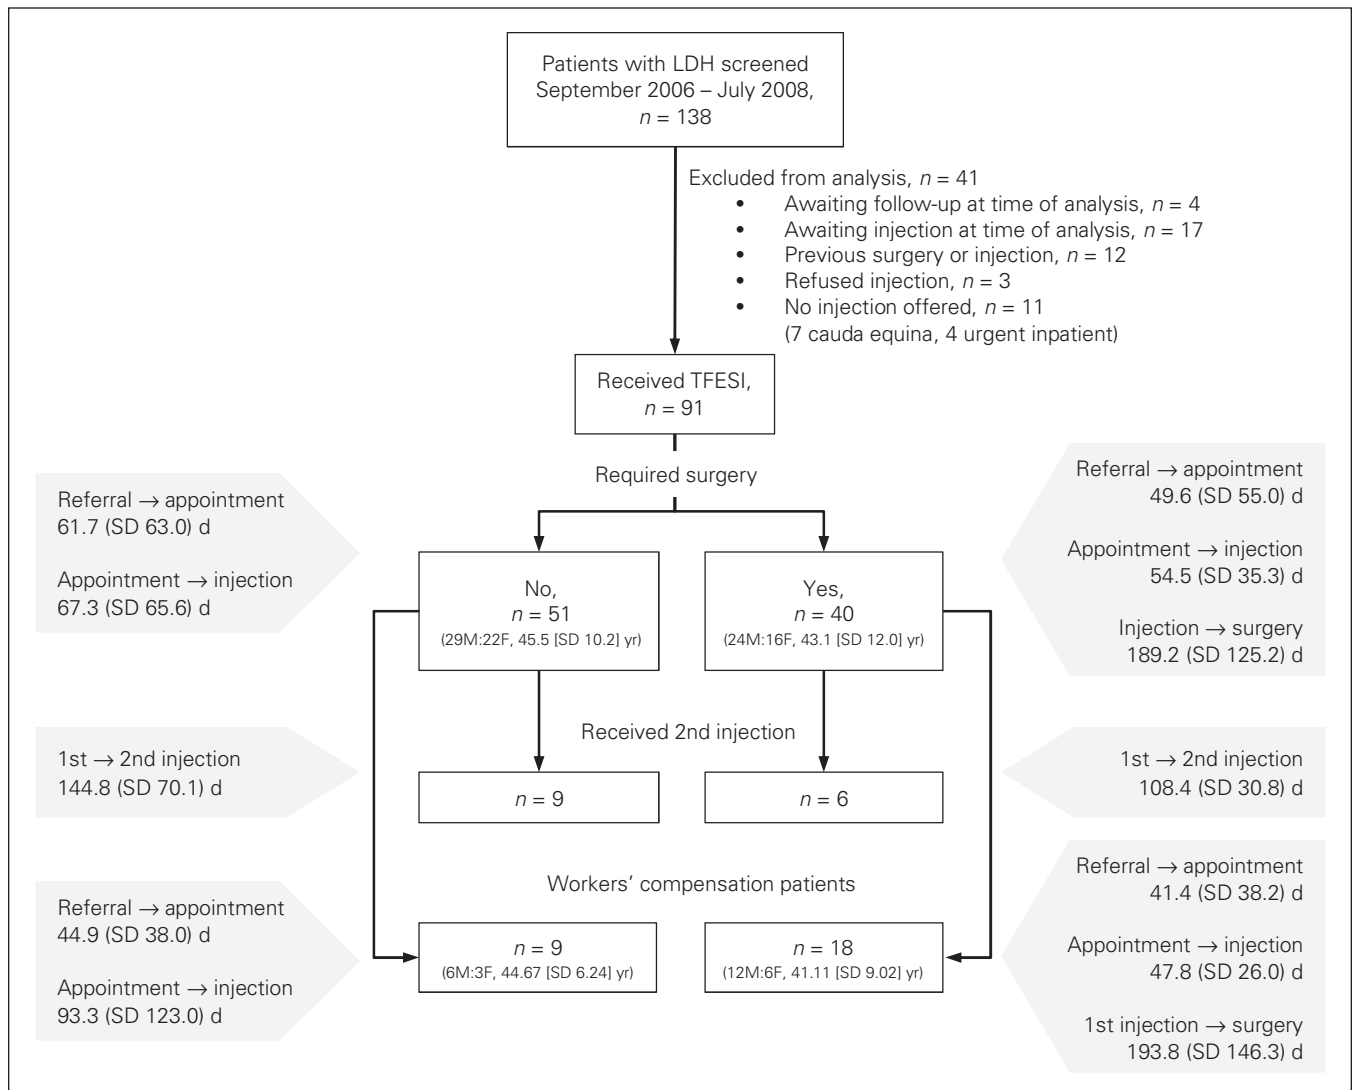 Patients with LDH screened
September 2006 – July 2008,
n = 138
Excluded from analysis, n = 41
• Awaiting follow-up at time of analysis, n = 4
• Awaiting injection at time of analysis, n = 17
• Previous surgery or injection, n = 12
• Refused injection, n = 3
• No injection offered, n = 11
(7 cauda equina, 4 urgent inpatient)
Received TFESI,
n = 91
Required surgery
Referral → appointment
61.7 (SD 63.0) d
Appointment → injection
67.3 (SD 65.6) d
No,
n = 51
(29M:22F, 45.5 [SD 10.2] yr)
Yes,
n = 40
(24M:16F, 43.1 [SD 12.0] yr)
Referral → appointment
49.6 (SD 55.0) d
Appointment → injection
54.5 (SD 35.3) d
Injection → surgery
189.2 (SD 125.2) d
Received 2nd injection
1st → 2nd injection
144.8 (SD 70.1) d
n = 9
n = 6
1st → 2nd injection
108.4 (SD 30.8) d
Workers’ compensation patients
Referral → appointment
44.9 (SD 38.0) d
Appointment → injection
93.3 (SD 123.0) d
n = 9
(6M:3F, 44.67 [SD 6.24] yr)
n = 18
(12M:6F, 41.11 [SD 9.02] yr)
Referral → appointment
41.4 (SD 38.2) d
Appointment → injection
47.8 (SD 26.0) d
1st injection → surgery
193.8 (SD 146.3) d